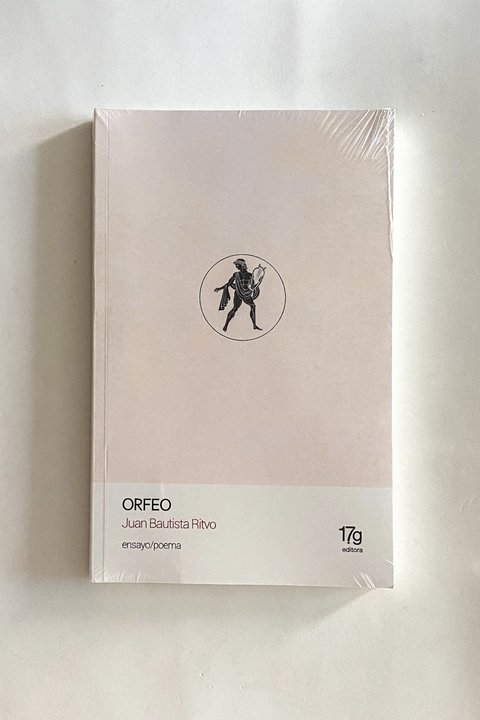 ORFEO
Juan Bautista Ritvo
ensayo/poema
17g
editora